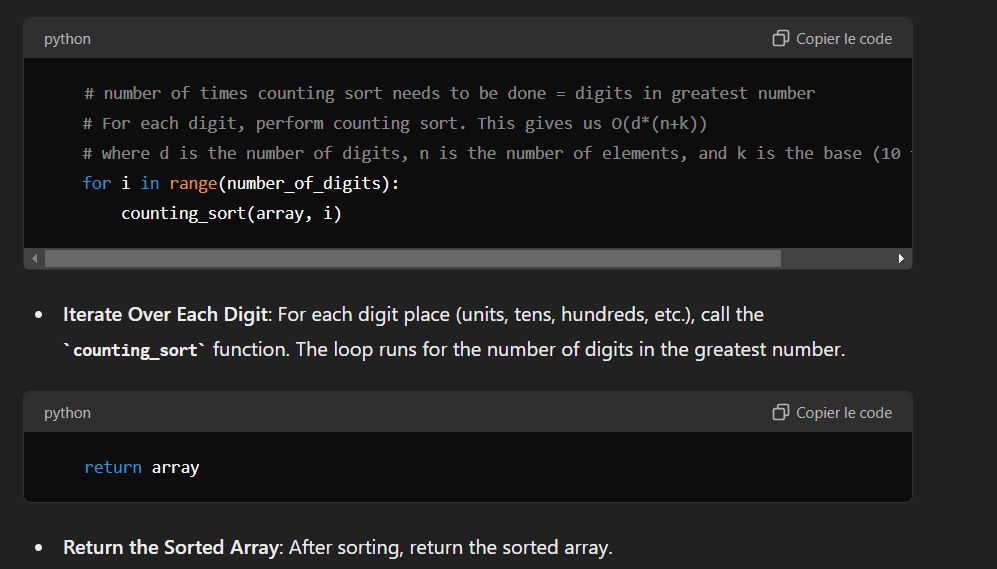 python
Copier le code
# number of times counting sort needs to be done = digits in greatest number
# For each digit, perform counting sort. This gives us O(d*(n+k))
# where d is the number of digits, n is the number of elements, and k is the base (10
for i in range(number_of_digits):
    counting_sort(array, i)
• Iterate Over Each Digit: For each digit place (units, tens, hundreds, etc.), call the
`counting_sort` function. The loop runs for the number of digits in the greatest number.
python
Copier le code
return array
• Return the Sorted Array: After sorting, return the sorted array.